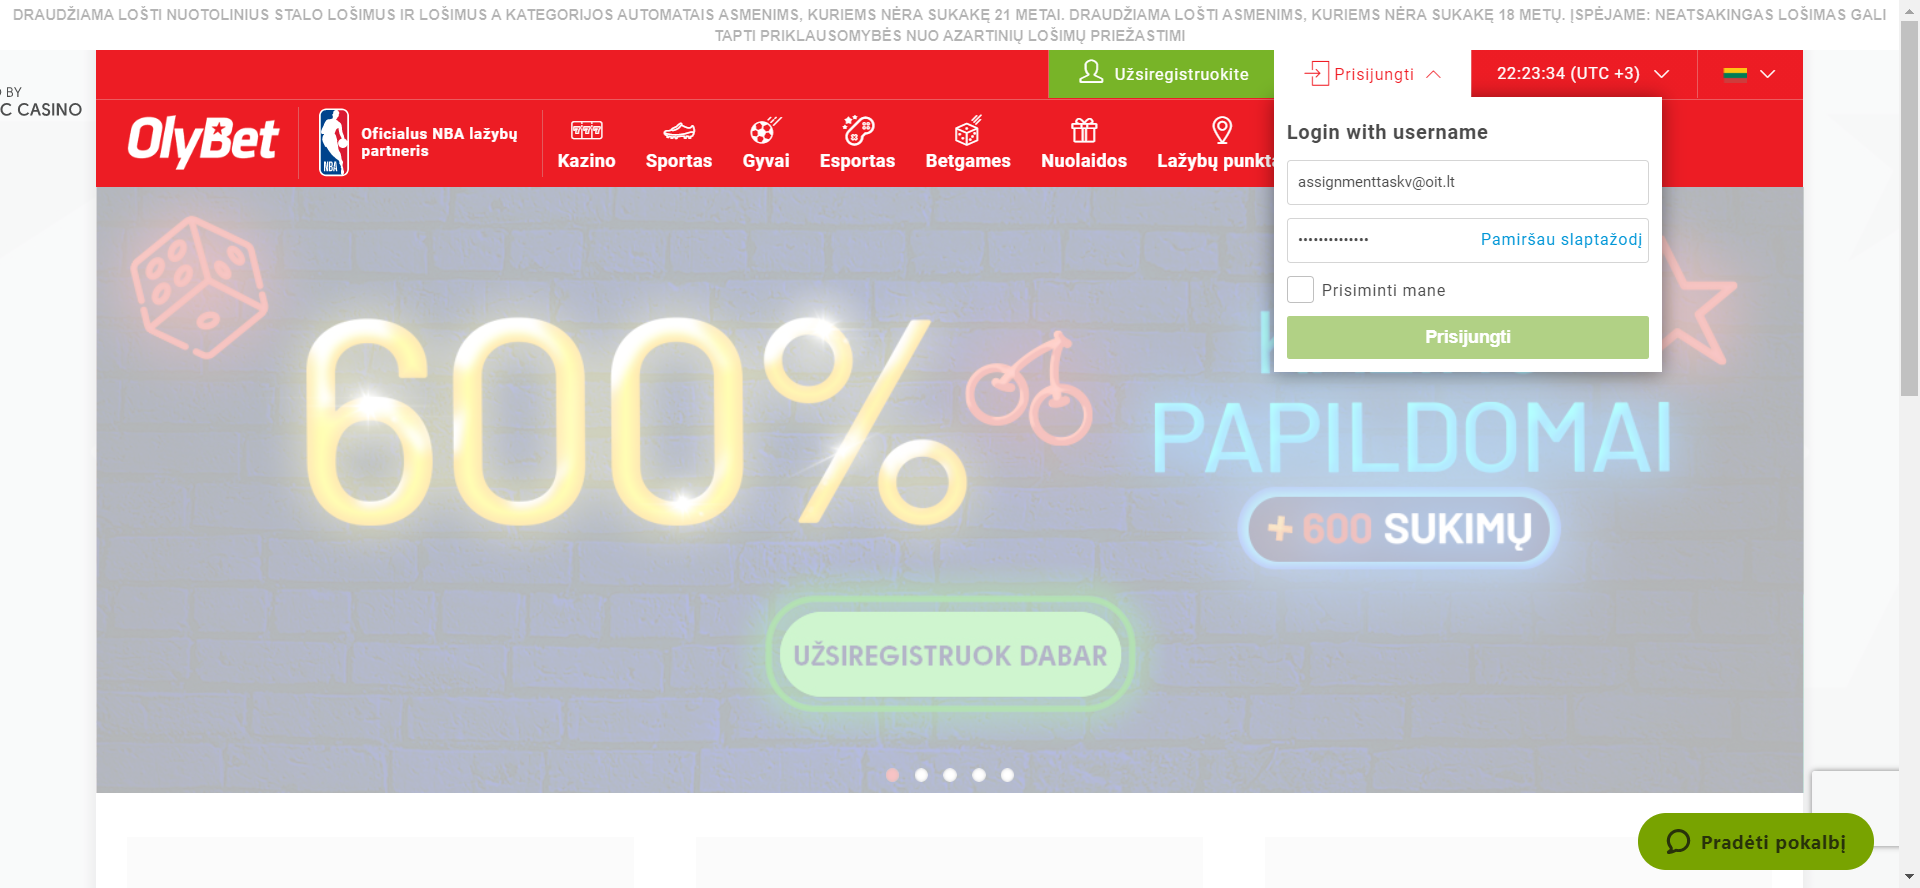 DRAUDŽIAMA LOŠTI NUOTOLINIUS STALO LOŠIMUS IR LOŠIMUS A KATEGORIJOS AUTOMATAIS ASMENIMS, KURIEMS NĖRA SUKAKĘ 21 METAI. DRAUDŽIAMA LOŠTI ASMENIMS, KURIEMS NĖRA SUKAKĘ 18 METŲ. ĮSPĖJAME: NEATSAKINGAS LOŠIMAS GALI
TAPTI PRIKLAUSOMYBĖS NUO AZARTINIŲ LOŠIMŲ PRIEŽASTIMI
Užsiregistruokite
Prisijungti
22:23:34 (UTC +3)
BY
C CASINO
OlyBet
NBA
Oficialus NBA lažybų
partneris
Kazino
Sportas
Gyvai
Esportas
Betgames
Nuolaidos
Lažybų punkta
Login with username
assignmenttaskv@oit.lt
••••••••••••••
Pamiršau slaptažodį
Prisiminti mane
Prisijungti
600%
PAPILDOMAI
+ 600 SUKIMŲ
UŽSIREGISTRUOK DABAR
Pradėti pokalbį